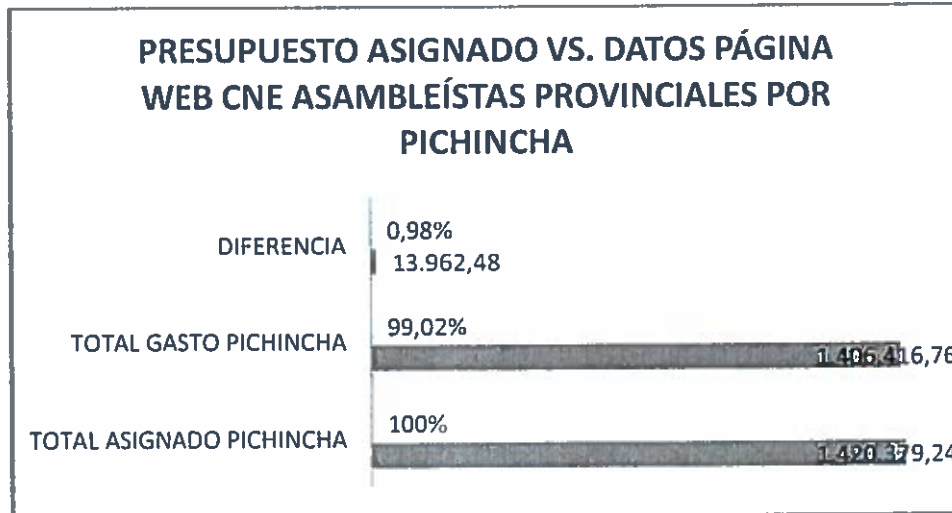 PRESUPUESTO ASIGNADO VS. DATOS PÁGINA
WEB CNE ASAMBLEÍSTAS PROVINCIALES POR
PICHINCHA
DIFERENCIA
0,98%
13.962,48
TOTAL GASTO PICHINCHA
99,02%
1.406.416,76
TOTAL ASIGNADO PICHINCHA
100%
1.420.379,24